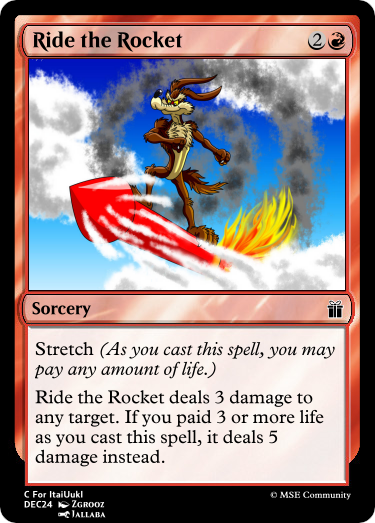 Ride the Rocket 2
Sorcery
Stretch (As you cast this spell, you may
pay any amount of life.)
Ride the Rocket deals 3 damage to
any target. If you paid 3 or more life
as you cast this spell, it deals 5
damage instead.
C For ItaiUukI
DEC24 Zgrooz
Jallaba
© MSE Community